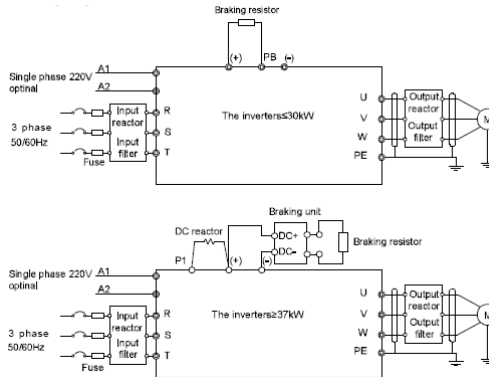 Braking resistor
(+) PB (-)
A1
Single phase 220V
optinal
A2
Input
reactor
Input
filter
R
S
T
3 phase
50/60Hz
Fuse
The inverters≤30kW
U
V
W
PE
Output
reactor
Output
filter
M
Braking unit
DC reactor
DC+
DC-
Braking resistor
P1 (+) (-)
Single phase 220V
optinal
A1
A2
Input
reactor
Input
filter
R
S
T
3 phase
50/60Hz
Fuse
The inverters≥37kW
U
V
W
PE
Output
reactor
Output
filter
M